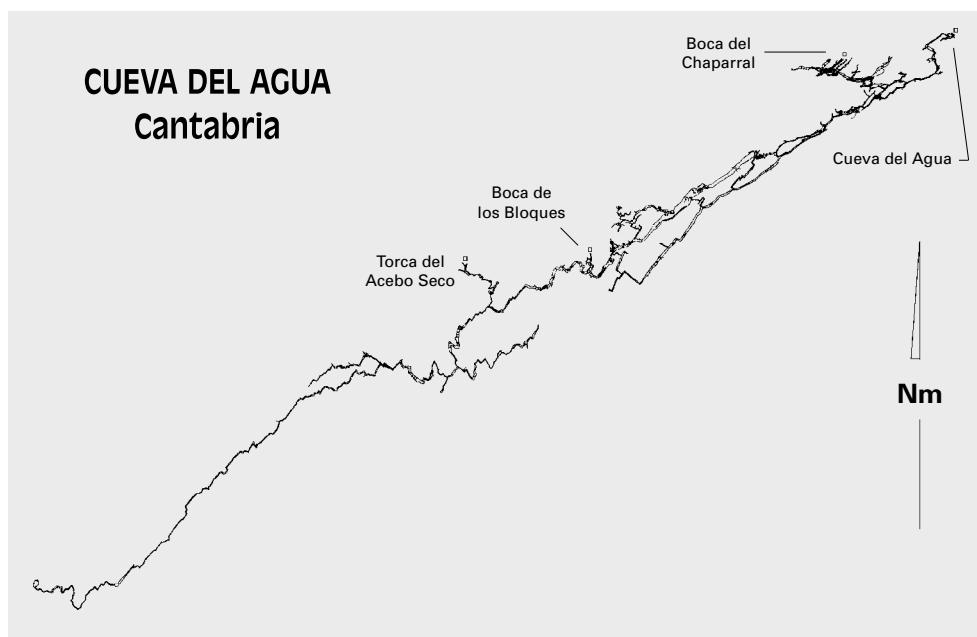 CUEVA DEL AGUA
Cantabria
Boca del
Chaparral
Cueva del Agua
Boca de
los Bloques
Torca del
Acebo Seco
Nm